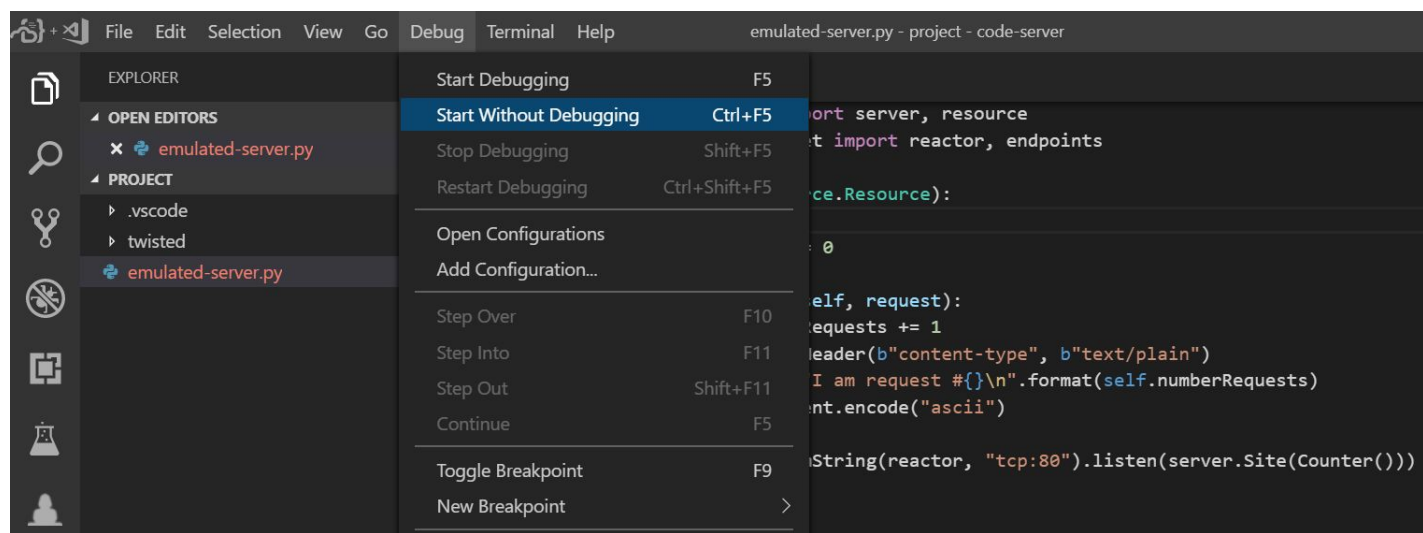 File Edit Selection View Go Debug Terminal Help emulated-server.py - project - code-server
EXPLORER
OPEN EDITORS
emulated-server.py
PROJECT
.vscode
twisted
emulated-server.py
Start Debugging F5
Start Without Debugging Ctrl+F5
Stop Debugging Shift+F5
Restart Debugging Ctrl+Shift+F5
Open Configurations
Add Configuration...
Step Over F10
Step Into F11
Step Out Shift+F11
Continue F5
Toggle Breakpoint F9
New Breakpoint
ort server, resource
t import reactor, endpoints
ce.Resource):
= 0
elf, request):
equests += 1
eader(b"content-type", b"text/plain")
I am request #{}\n".format(self.numberRequests)
nt.encode("ascii")
String(reactor, "tcp:80").listen(server.Site(Counter()))